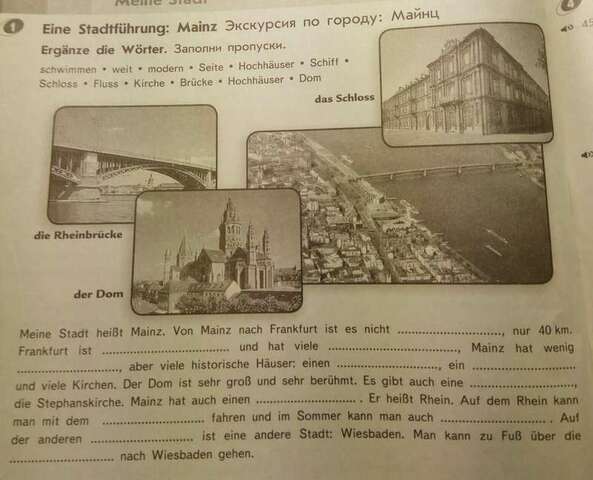 Meine Stadt
1 Eine Stadtführung: Mainz Экскурсия по городу: Майнц
Ergänze die Wörter. Заполни пропуски.
schwimmen • weit • modern • Seite • Hochhäuser • Schiff •
Schloss • Fluss • Kirche • Brücke • Hochhäuser • Dom
das Schloss
die Rheinbrücke
der Dom
Meine Stadt heißt Mainz. Von Mainz nach Frankfurt ist es nicht ..........................., nur 40 km.
Frankfurt ist ............................... und hat viele ..............................., Mainz hat wenig
..........................., aber viele historische Häuser: einen ..........................., ein ...........................
und viele Kirchen. Der Dom ist sehr groß und sehr berühmt. Es gibt auch eine ...........................,
die Stephanskirche. Mainz hat auch einen ........................... . Er heißt Rhein. Auf dem Rhein kann
man mit dem ........................... fahren und im Sommer kann man auch ........................... . Auf
der anderen ........................... ist eine andere Stadt: Wiesbaden. Man kann zu Fuß über die
........................... nach Wiesbaden gehen.
45